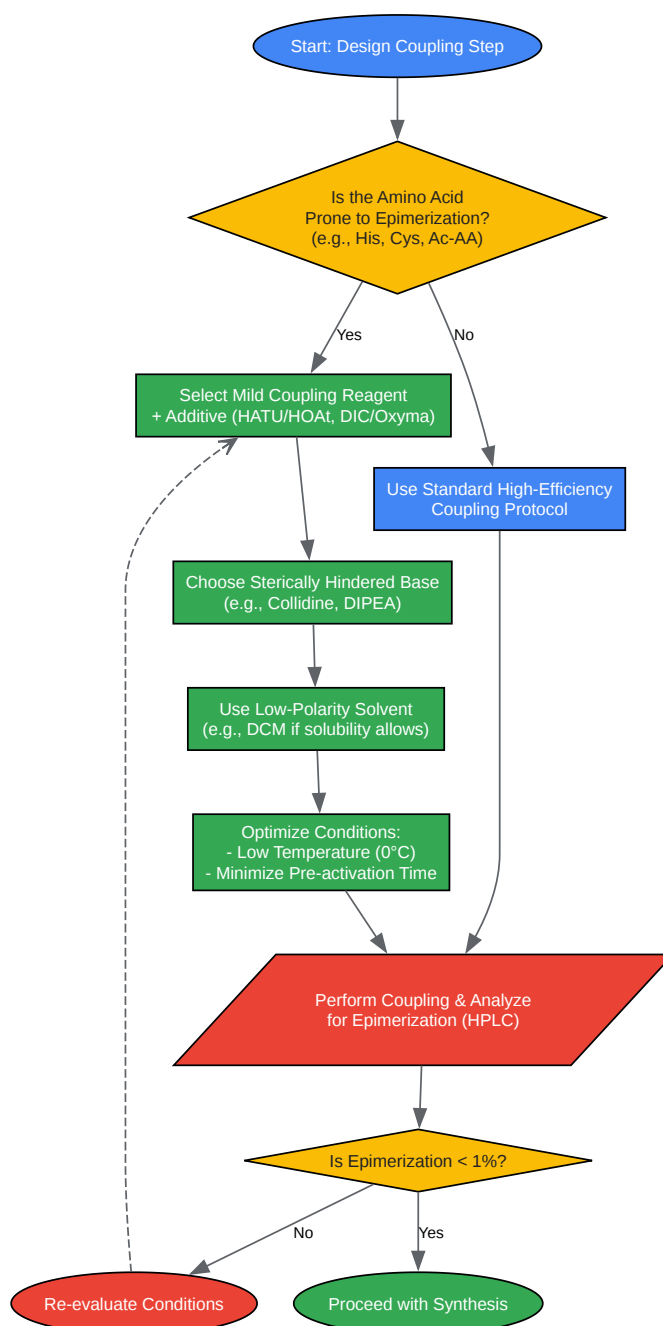 Start: Design Coupling Step
Is the Amino Acid
Prone to Epimerization?
(e.g., His, Cys, Ac-AA)
Yes
No
Select Mild Coupling Reagent
+ Additive (HATU/HOAt, DIC/Oxyma)
Use Standard High-Efficiency
Coupling Protocol
Choose Sterically Hindered Base
(e.g., Collidine, DIPEA)
Use Low-Polarity Solvent
(e.g., DCM if solubility allows)
Optimize Conditions:
- Low Temperature (0°C)
- Minimize Pre-activation Time
Perform Coupling & Analyze
for Epimerization (HPLC)
Is Epimerization < 1%?
No
Yes
Re-evaluate Conditions
Proceed with Synthesis